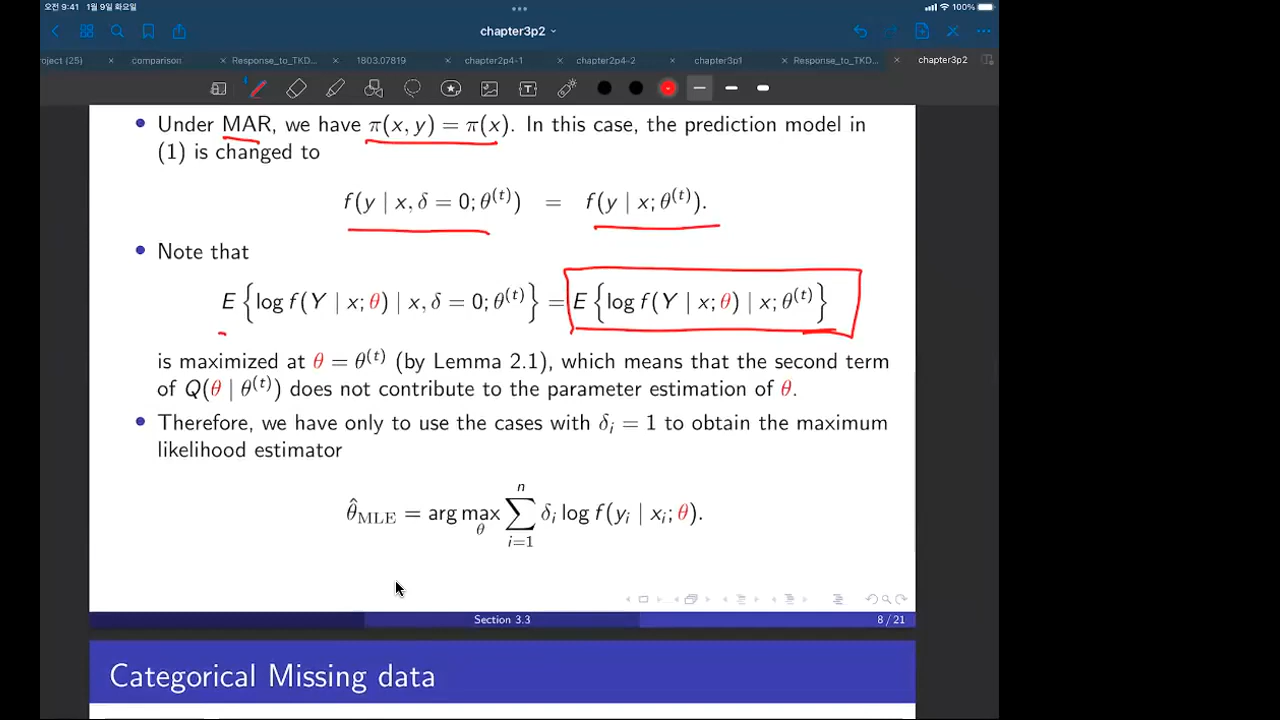 오전 9:41 1월 9일 화요일
100%
chapter3p2
roject (25) comparison Response_to_TKD... 1803.07819 chapter2p4-1 chapter2p4-2 chapter3p1 Response_to_TKD... chapter3p2
• Under MAR, we have π(x, y) = π(x). In this case, the prediction model in
(1) is changed to
f(y | x, δ = 0; θ^(t)) = f(y | x; θ^(t)).
• Note that
E {log f(Y | x; θ) | x, δ = 0; θ^(t)} = E {log f(Y | x; θ) | x; θ^(t)}
is maximized at θ = θ^(t) (by Lemma 2.1), which means that the second term
of Q(θ | θ^(t)) does not contribute to the parameter estimation of θ.
• Therefore, we have only to use the cases with δ_i = 1 to obtain the maximum
likelihood estimator
θ̂_MLE = arg max_θ ∑_{i=1}^{n} δ_i log f(y_i | x_i; θ).
Section 3.3 8 / 21
Categorical Missing data